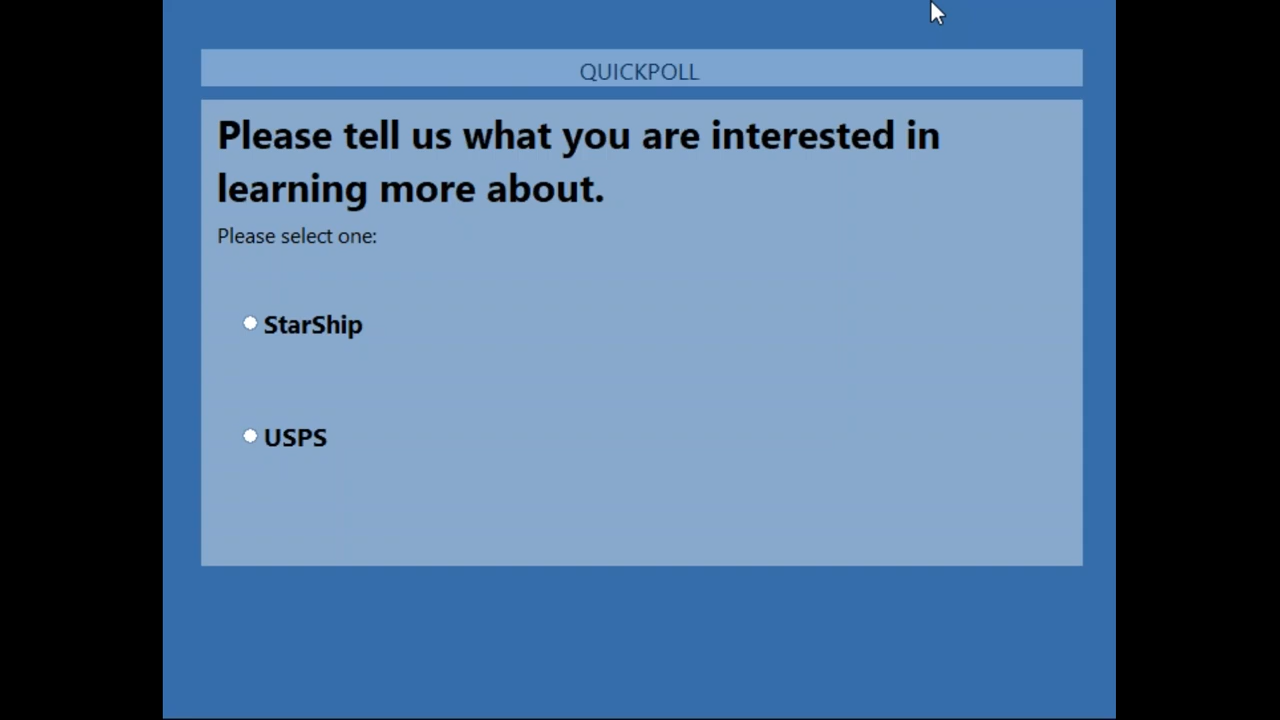 QUICKPOLL
Please tell us what you are interested in
learning more about.
Please select one:
StarShip
USPS